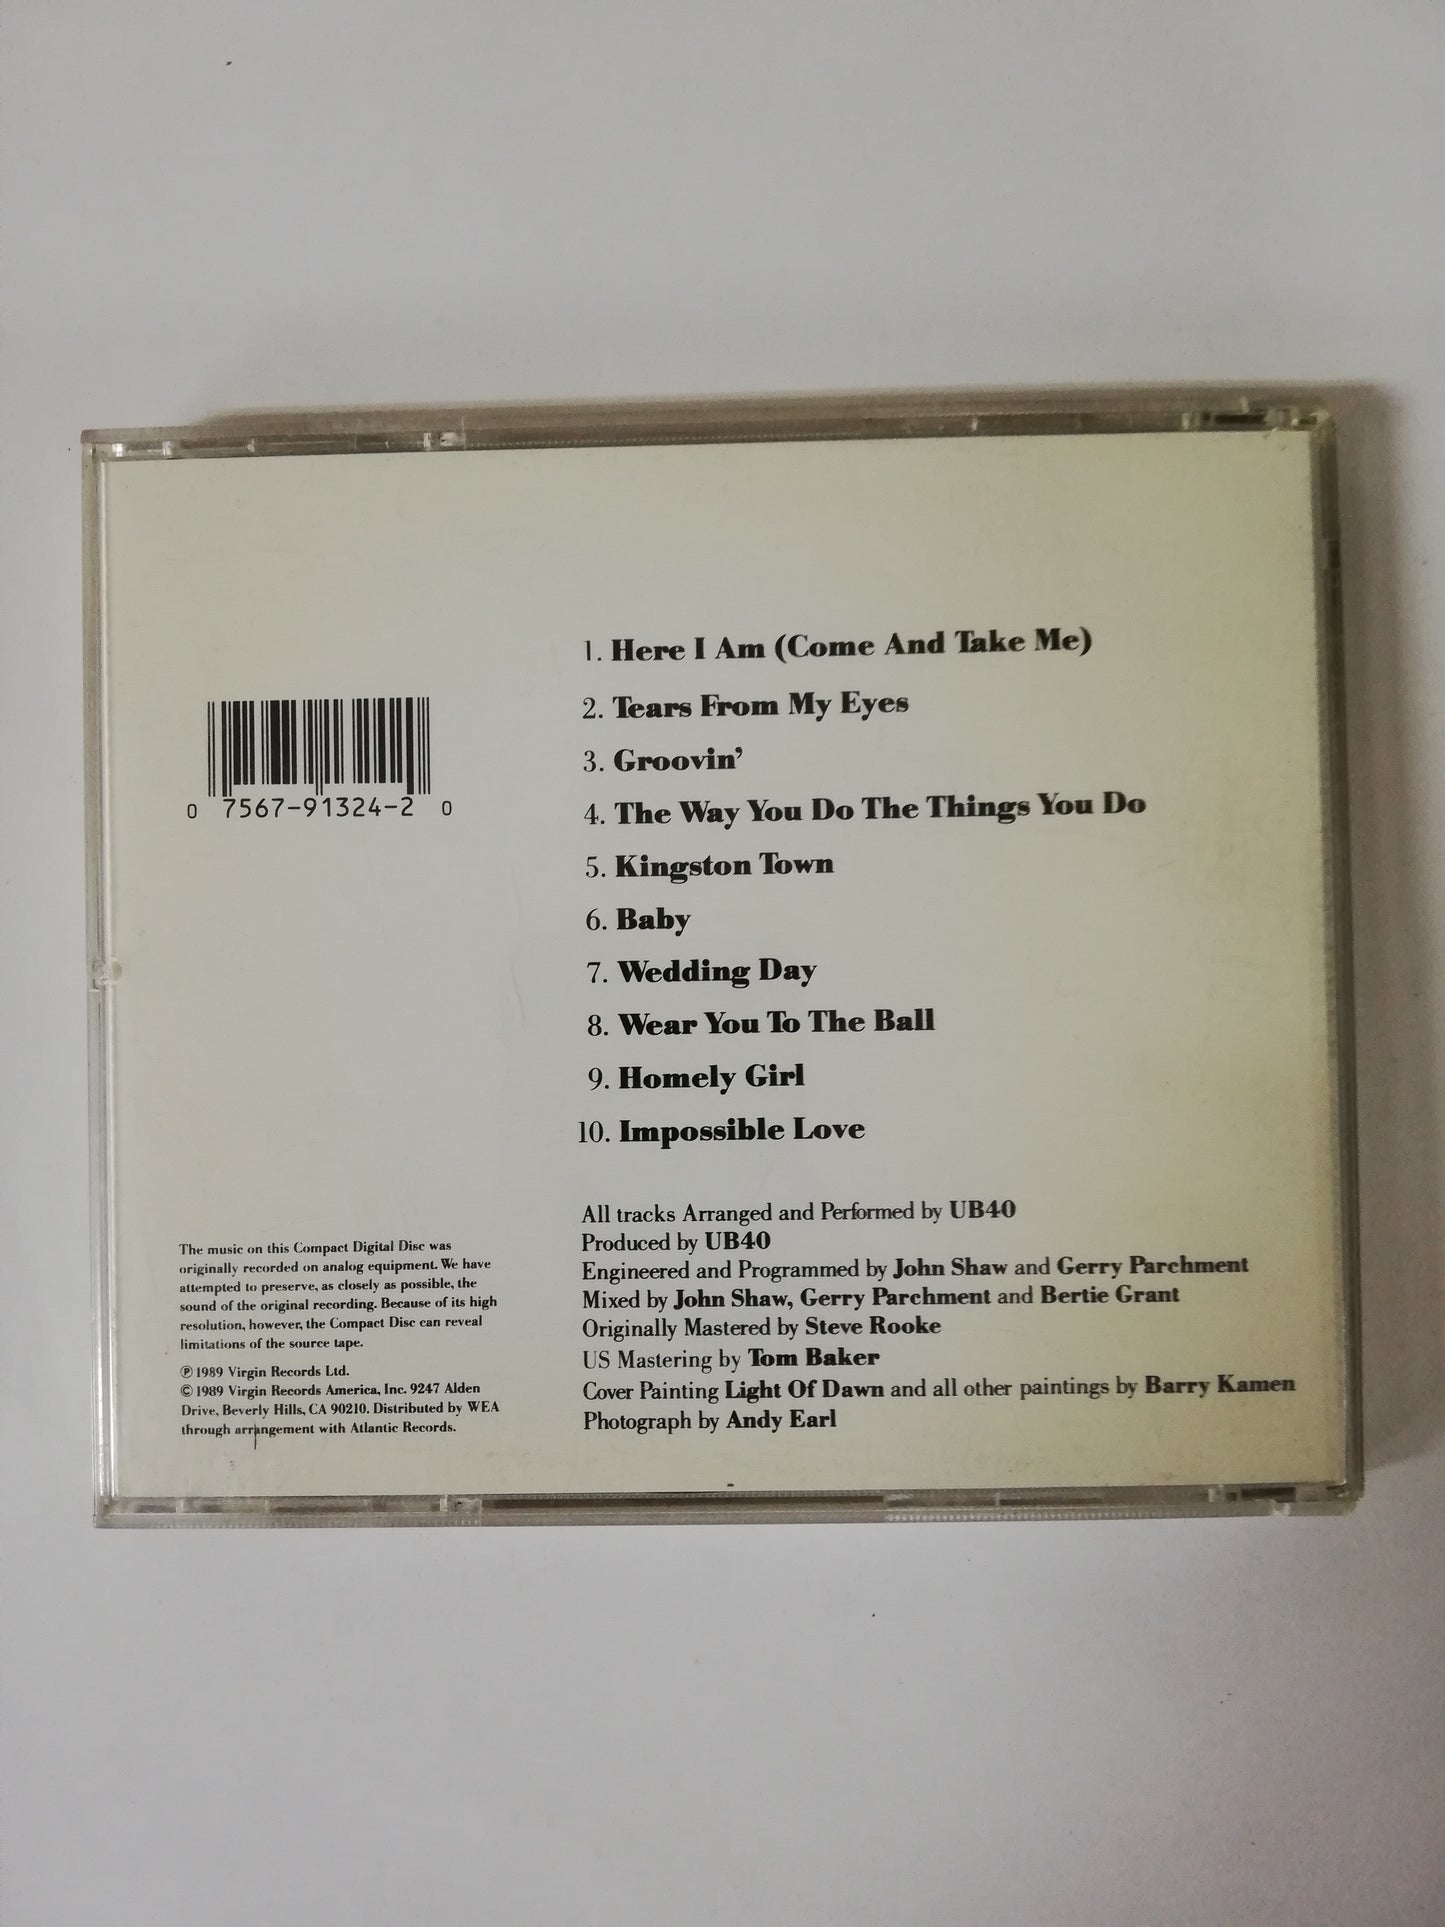 1. Here I Am (Come And Take Me)
2. Tears From My Eyes
3. Groovin'
4. The Way You Do The Things You Do
5. Kingston Town
6. Baby
7. Wedding Day
8. Wear You To The Ball
9. Homely Girl
10. Impossible Love
0 7567-91324-2 0
All tracks Arranged and Performed by UB40
Produced by UB40
Engineered and Programmed by John Shaw and Gerry Parchment
Mixed by John Shaw, Gerry Parchment and Bertie Grant
Originally Mastered by Steve Rooke
US Mastering by Tom Baker
Cover Painting Light Of Dawn and all other paintings by Barry Kamen
Photograph by Andy Earl
The music on this Compact Digital Disc was
originally recorded on analog equipment. We have
attempted to preserve, as closely as possible, the
sound of the original recording. Because of its high
resolution, however, the Compact Disc can reveal
limitations of the source tape.
℗ 1989 Virgin Records Ltd.
© 1989 Virgin Records America, Inc. 9247 Alden
Drive, Beverly Hills, CA 90210. Distributed by WEA
through arrangement with Atlantic Records.